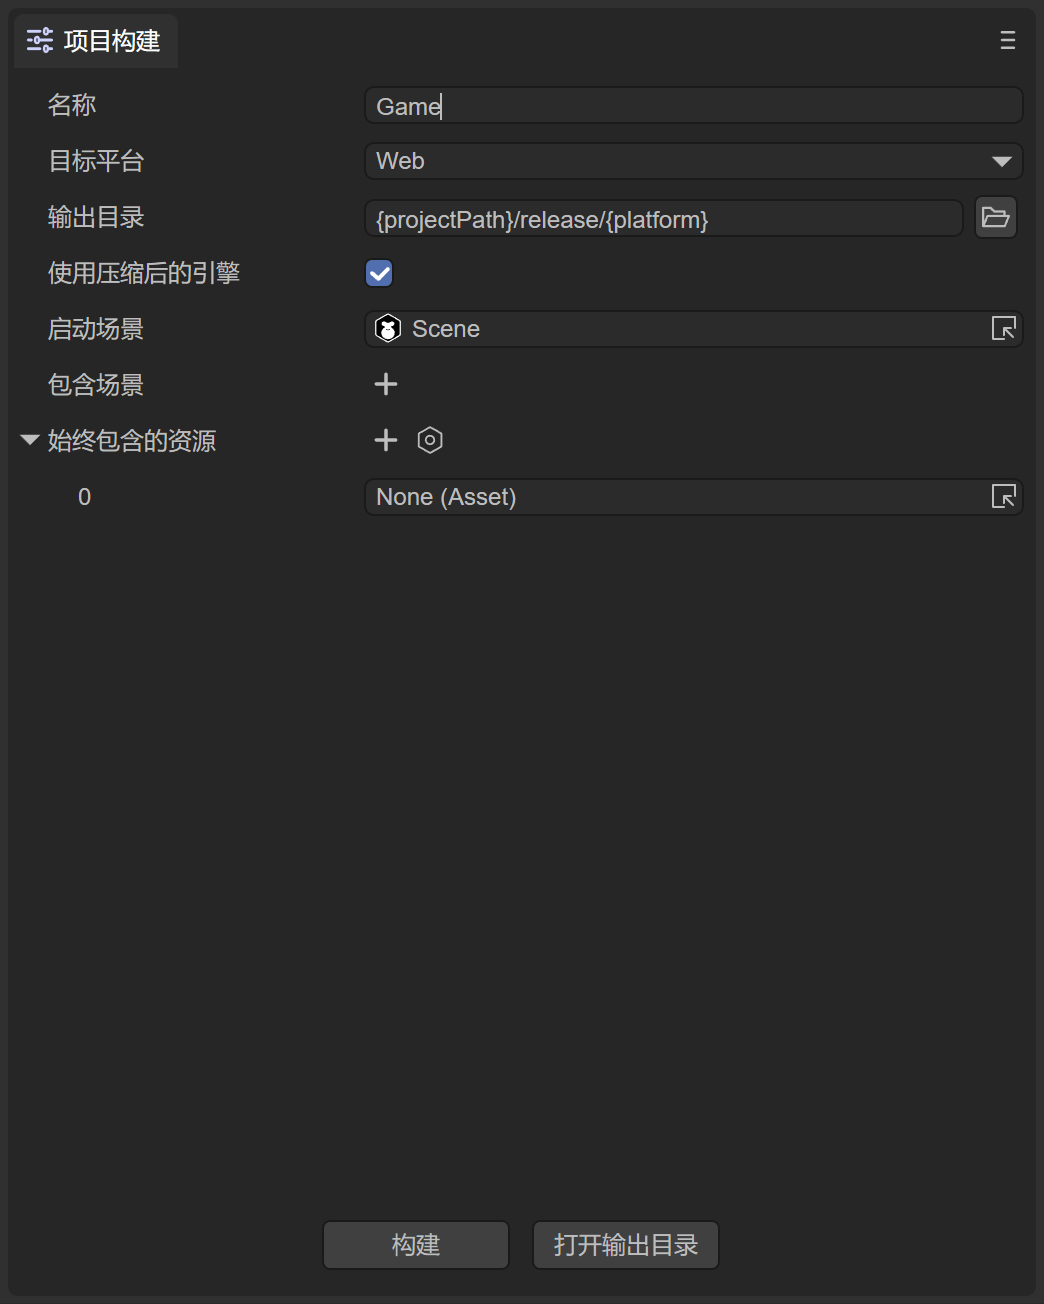 项目构建
名称 Game
目标平台 Web
输出目录 {projectPath}/release/{platform}
使用压缩后的引擎
启动场景 Scene
包含场景
始终包含的资源
0 None (Asset)
构建 打开输出目录